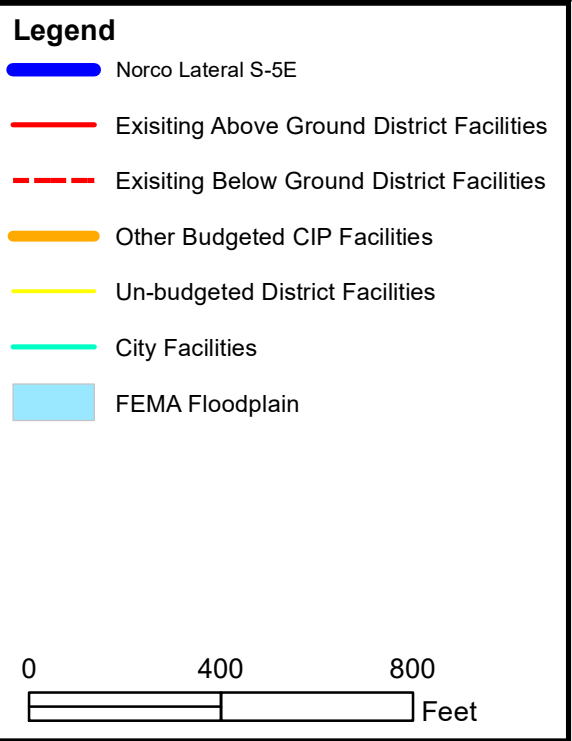 Legend
Norco Lateral S-5E
Exisiting Above Ground District Facilities
Exisiting Below Ground District Facilities
Other Budgeted CIP Facilities
Un-budgeted District Facilities
City Facilities
FEMA Floodplain
0 400 800
Feet